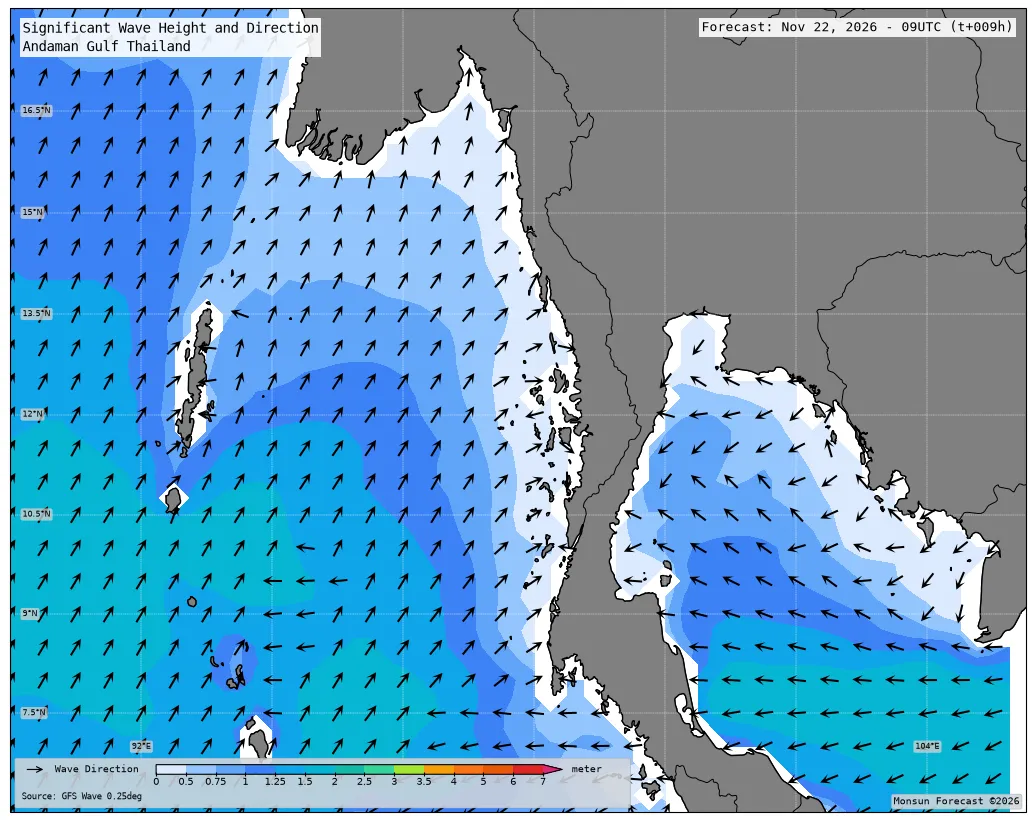 Significant Wave Height and Direction
Andaman Gulf Thailand
Forecast: Nov 22, 2026 - 09UTC (t+009h)
16.5°N
15°N
13.5°N
12°N
10.5°N
9°N
7.5°N
92°E
104°E
Wave Direction
0 0.5 0.75 1 1.25 1.5 2 2.5 3 3.5 4 5 6 7
meter
Source: GFS Wave 0.25deg
Monsun Forecast ©2026